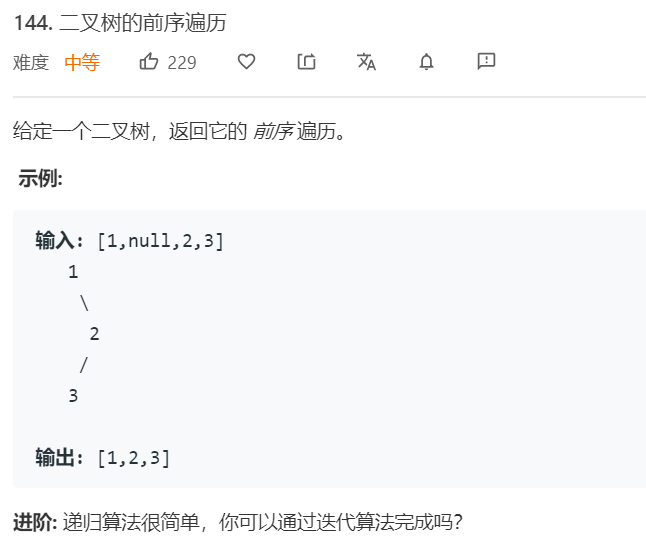 144. 二叉树的前序遍历
难度 中等 229
给定一个二叉树，返回它的 前序 遍历。
示例:
输入: [1,null,2,3]
1
\
2
/
3
输出: [1,2,3]
进阶: 递归算法很简单，你可以通过迭代算法完成吗？